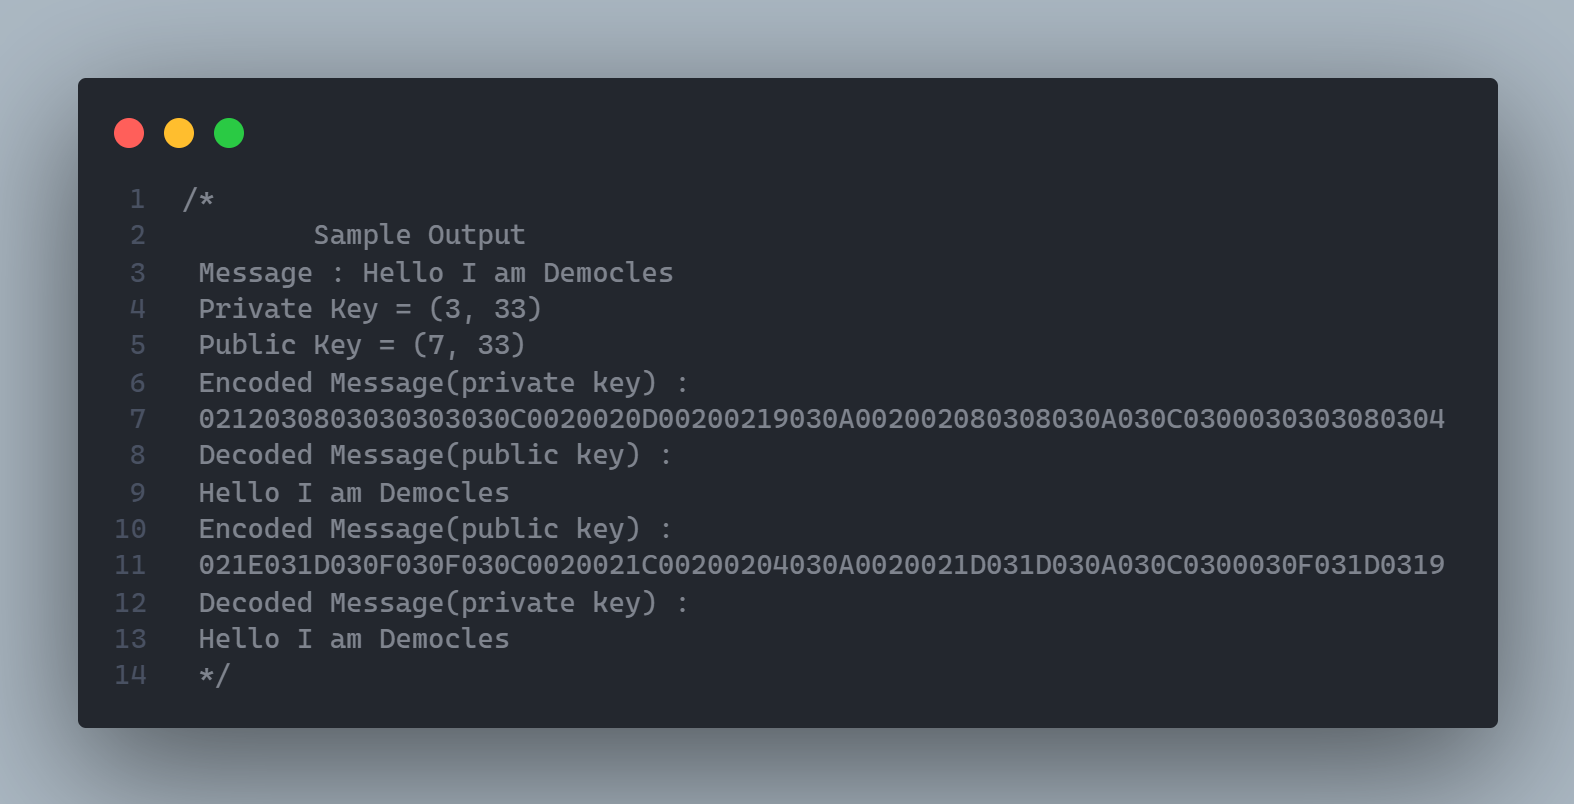 1 /*
2 Sample Output
3 Message : Hello I am Democles
4 Private Key = (3, 33)
5 Public Key = (7, 33)
6 Encoded Message(private key) :
7 0212030803030303030C0020020D00200219030A002002080308030A030C0300030303080304
8 Decoded Message(public key) :
9 Hello I am Democles
10 Encoded Message(public key) :
11 021E031D030F030F030C0020021C00200204030A0020021D031D030A030C0300030F031D0319
12 Decoded Message(private key) :
13 Hello I am Democles
14 */